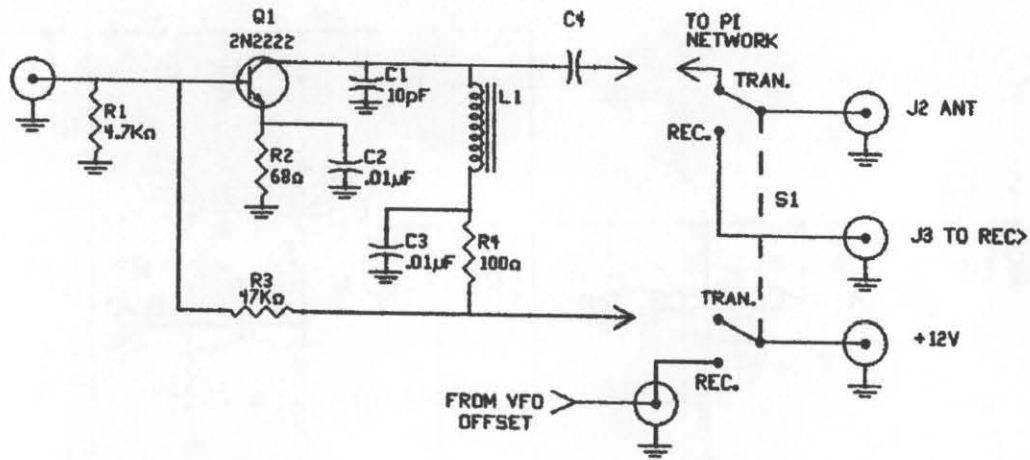 Q1
2N2222
C4
TO PI
NETWORK
C1
10pF
L1
TRAN.
J2 ANT
R1
4.7KΩ
REC.
R2
68Ω
C2
.01µF
S1
C3
.01µF
R4
100Ω
J3 TO REC>
R3
47KΩ
TRAN.
+12V
REC.
FROM VFO
OFFSET